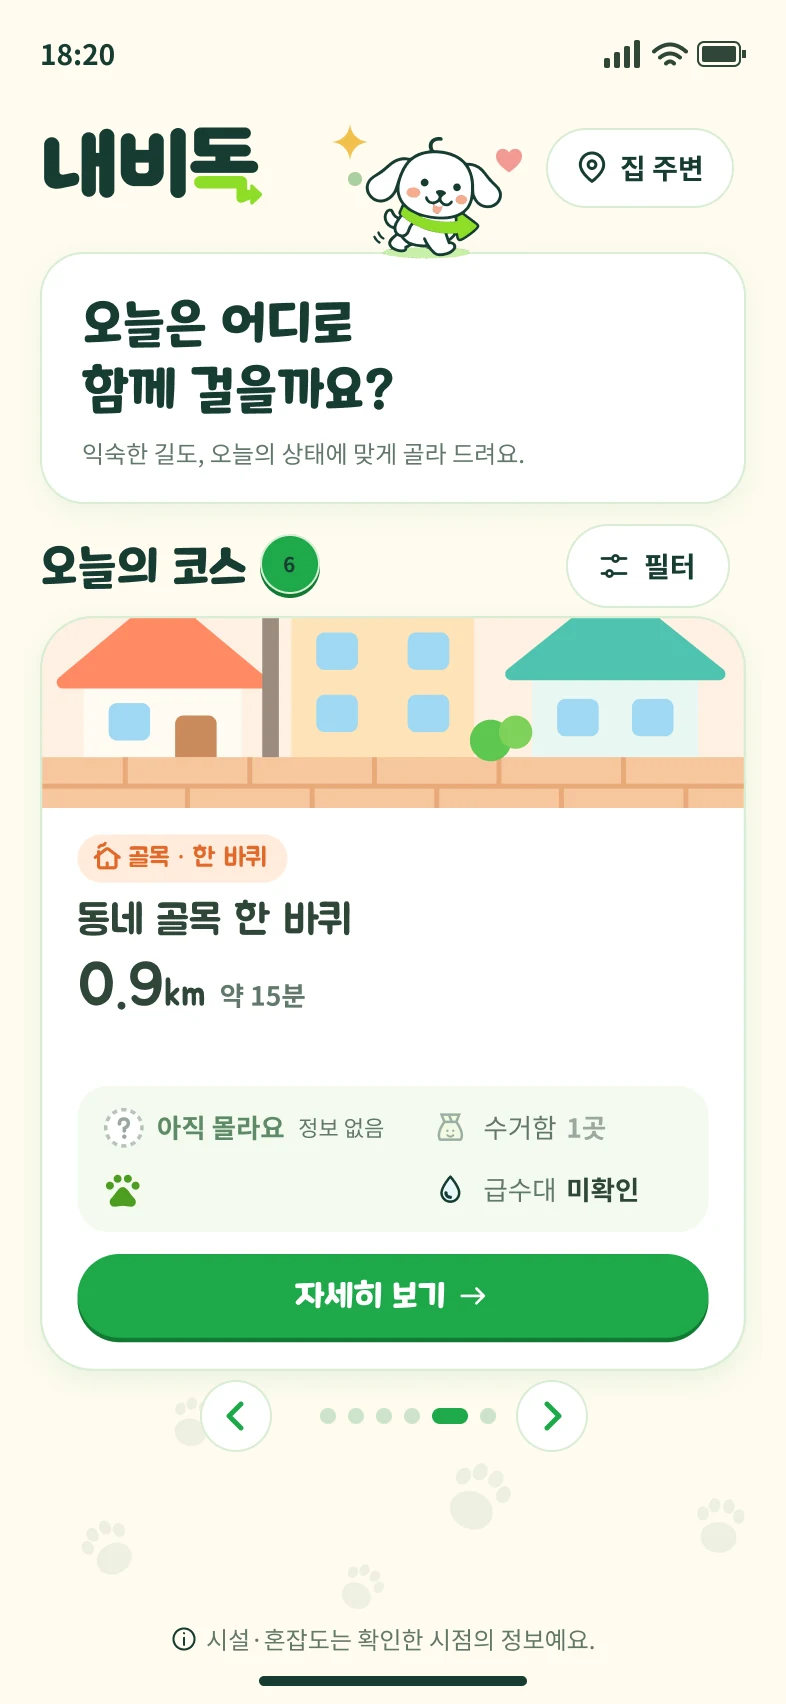 18:20
내비독
집 주변
오늘은 어디로
함께 걸을까요?
익숙한 길도, 오늘의 상태에 맞게 골라 드려요.
오늘의 코스 6
필터
골목 · 한 바퀴
동네 골목 한 바퀴
0.9km 약 15분
? 아직 몰라요 정보 없음
수거함 1곳
급수대 미확인
자세히 보기 →
시설·혼잡도는 확인한 시점의 정보예요.